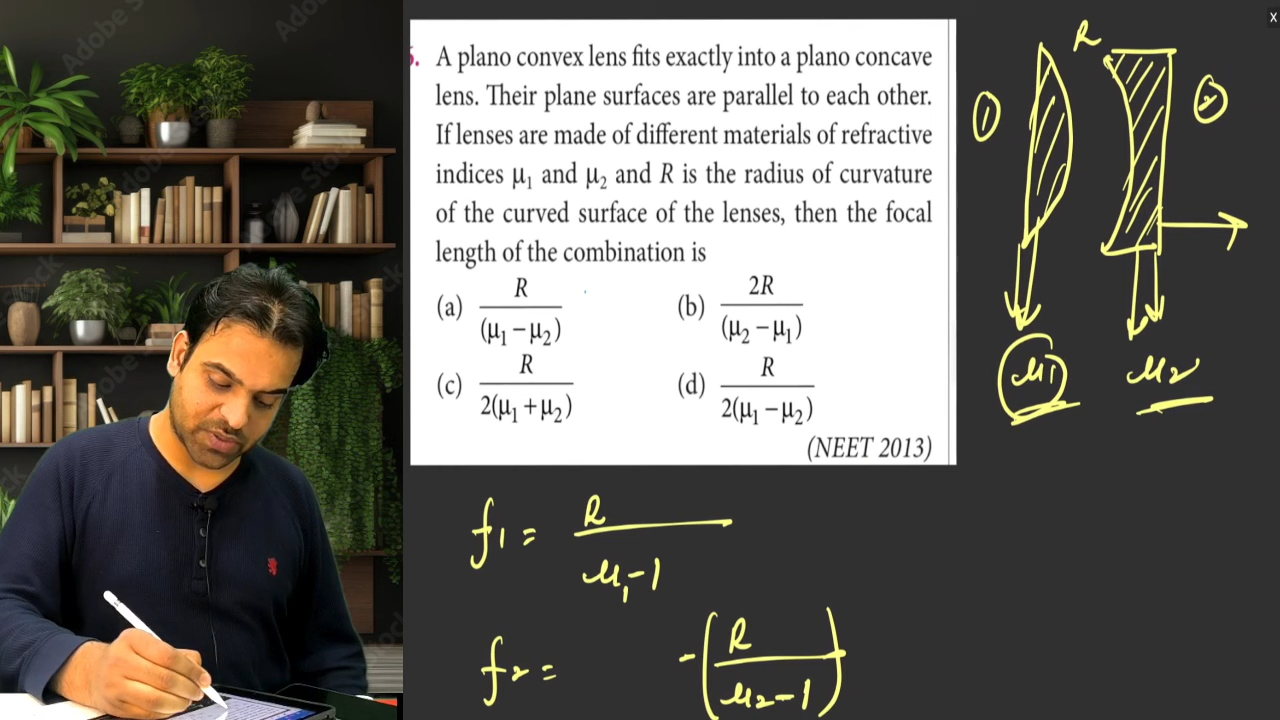 5. A plano convex lens fits exactly into a plano concave
lens. Their plane surfaces are parallel to each other.
If lenses are made of different materials of refractive
indices μ₁ and μ₂ and R is the radius of curvature
of the curved surface of the lenses, then the focal
length of the combination is
(a) R/(μ₁ − μ₂) (b) 2R/(μ₂ − μ₁)
(c) R/2(μ₁ + μ₂) (d) R/2(μ₁ − μ₂)
(NEET 2013)
① R ②
μ₁ μ₂
f₁ = R/μ₁-1
f₂ = -(R/μ₂-1)
X
Adobe Stock